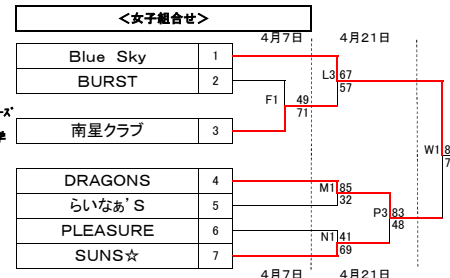 ＜女子組合せ＞
4月7日 4月21日
Blue Sky 1
BURST 2
L3 67
57
F1 49
71
南星クラブ 3
W1 8
7
DRAGONS 4
らいなぁ'S 5
M1 85
32
PLEASURE 6
P3 83
48
SUNS☆ 7
N1 41
69
4月7日 4月21日